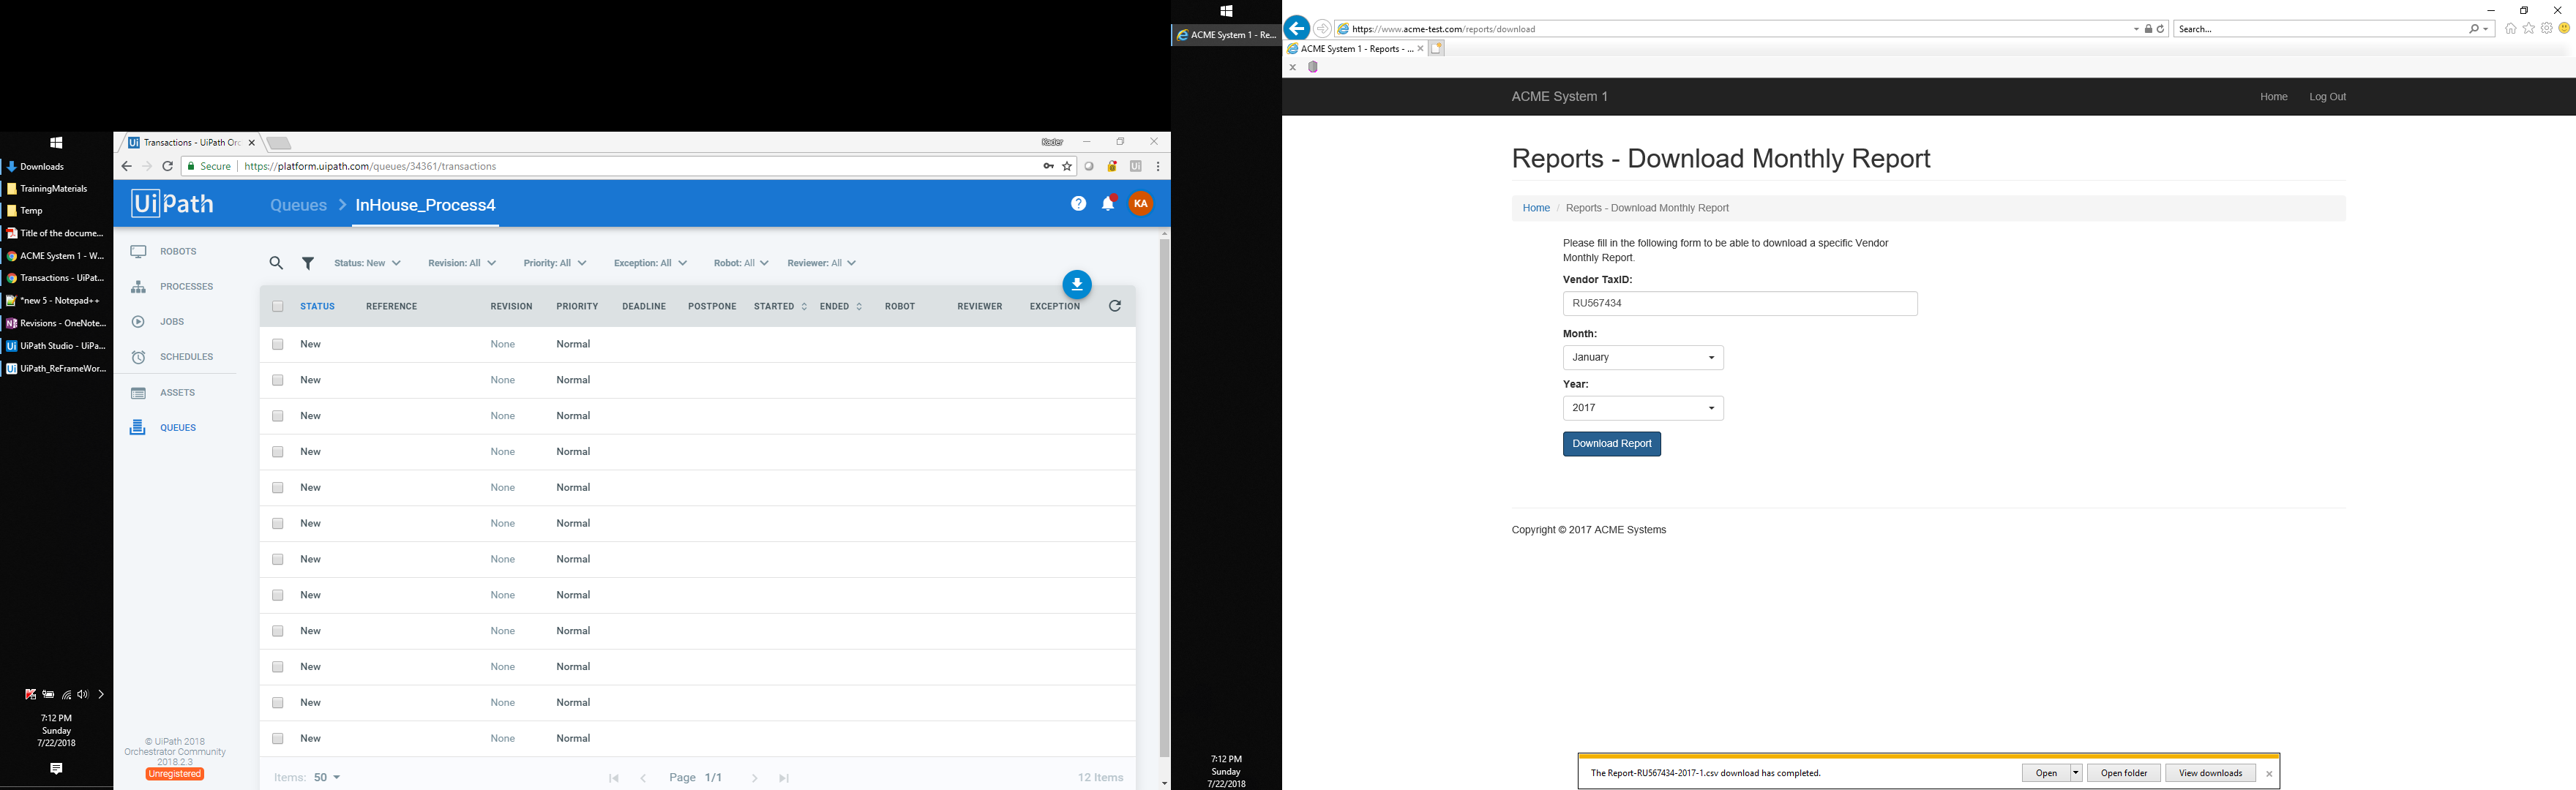 Downloads
TrainingMaterials
Temp
Title of the docume...
ACME System 1 - W...
Transactions - UiPat...
*new 5 - Notepad++
Revisions - OneNote...
UiPath Studio - UiPa...
UiPath_ReFrameWor...
7:12 PM
Sunday
7/22/2018
Transactions - UiPath Orc
Kader
Secure
https://platform.uipath.com/queues/34361/transactions
UiPath
Queues > InHouse_Process4
KA
ROBOTS
PROCESSES
JOBS
SCHEDULES
ASSETS
QUEUES
© UiPath 2018
Orchestrator Community
2018.2.3
Unregistered
Status: New Revision: All Priority: All Exception: All Robot: All Reviewer: All
STATUS REFERENCE REVISION PRIORITY DEADLINE POSTPONE STARTED ENDED ROBOT REVIEWER EXCEPTION
New None Normal
New None Normal
New None Normal
New None Normal
New None Normal
New None Normal
New None Normal
New None Normal
New None Normal
New None Normal
New None Normal
New None Normal
Items: 50 Page 1/1 12 Items
ACME System 1 - Re...
7:12 PM
Sunday
7/22/2018
https://www.acme-test.com/reports/download
Search...
ACME System 1 - Reports - ...
ACME System 1 Home Log Out
Reports - Download Monthly Report
Home / Reports - Download Monthly Report
Please fill in the following form to be able to download a specific Vendor
Monthly Report.
Vendor TaxID:
RU567434
Month:
January
Year:
2017
Download Report
Copyright © 2017 ACME Systems
The Report-RU567434-2017-1.csv download has completed.
Open Open folder View downloads